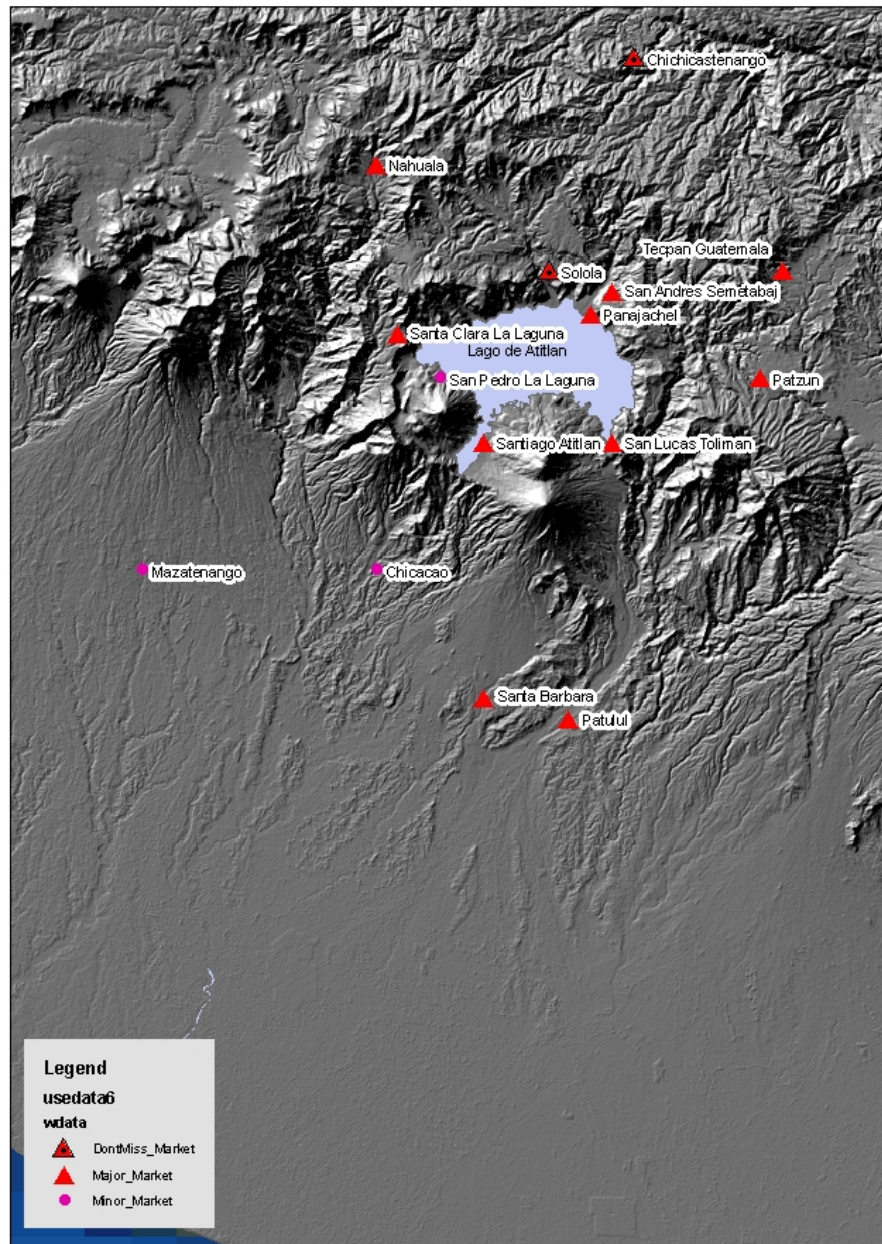 Chichicastenango
Nahuala
Tecpan Guatemala
Solola
San Andres Semetabaj
Panajachel
Santa Clara La Laguna
Lago de Atitlan
San Pedro La Laguna
Patzun
Santiago Atitlan
San Lucas Toliman
Mazatenango
Chicacao
Santa Barbara
Patulul
Legend
usedata6
wdata
DontMiss_Market
Major_Market
Minor_Market